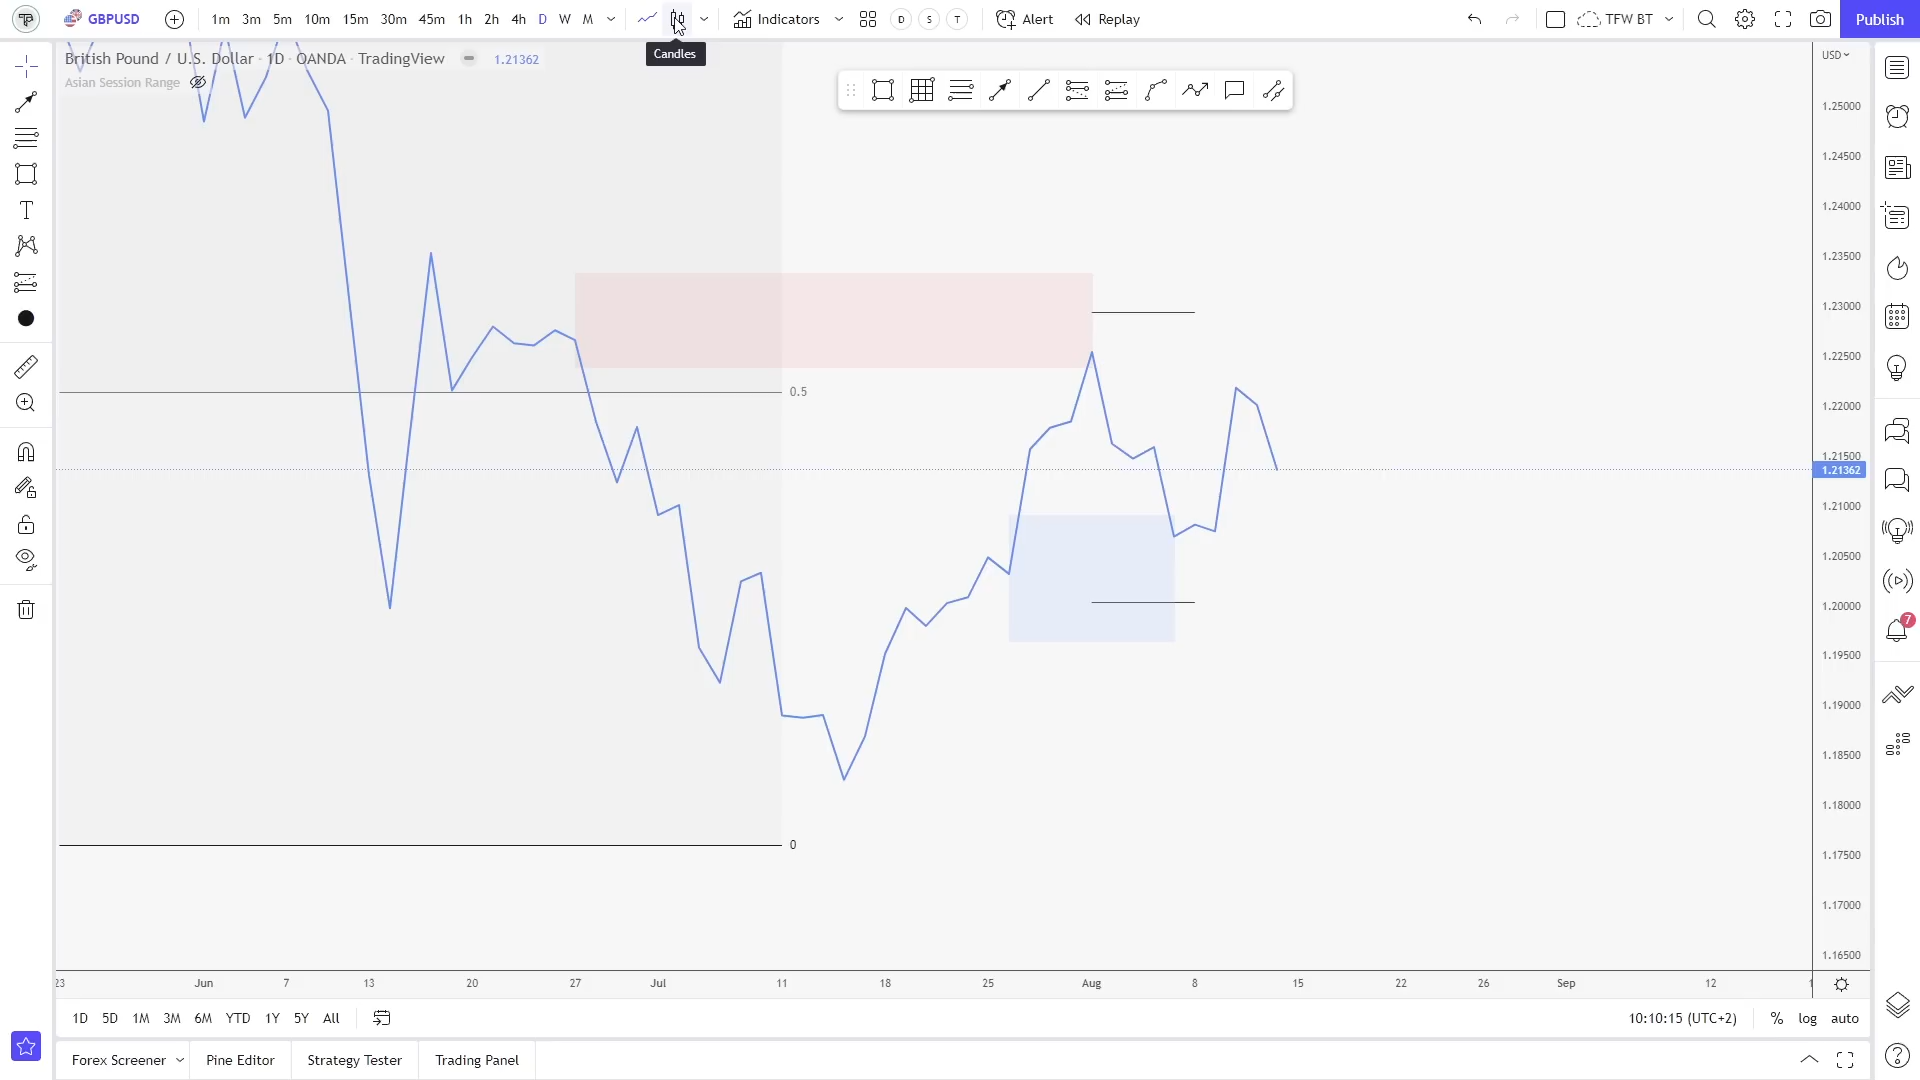 GBPUSD 1m 3m 5m 10m 15m 30m 45m 1h 2h 4h D W M Indicators D S T Alert Replay TFW BT Publish
Candles
British Pound / U.S. Dollar · 1D · OANDA · TradingView 1.21362
Asian Session Range
USD
1.25000
1.24500
1.24000
1.23500
1.23000
1.22500
1.22000
1.21500
1.21362
1.21000
1.20500
1.20000
1.19500
1.19000
1.18500
1.18000
1.17500
1.17000
1.16500
0.5
0
T
7
23 Jun 7 13 20 27 Jul 11 18 25 Aug 8 15 22 26 Sep 12 1
1D 5D 1M 3M 6M YTD 1Y 5Y All 10:10:15 (UTC+2) % log auto
Forex Screener Pine Editor Strategy Tester Trading Panel